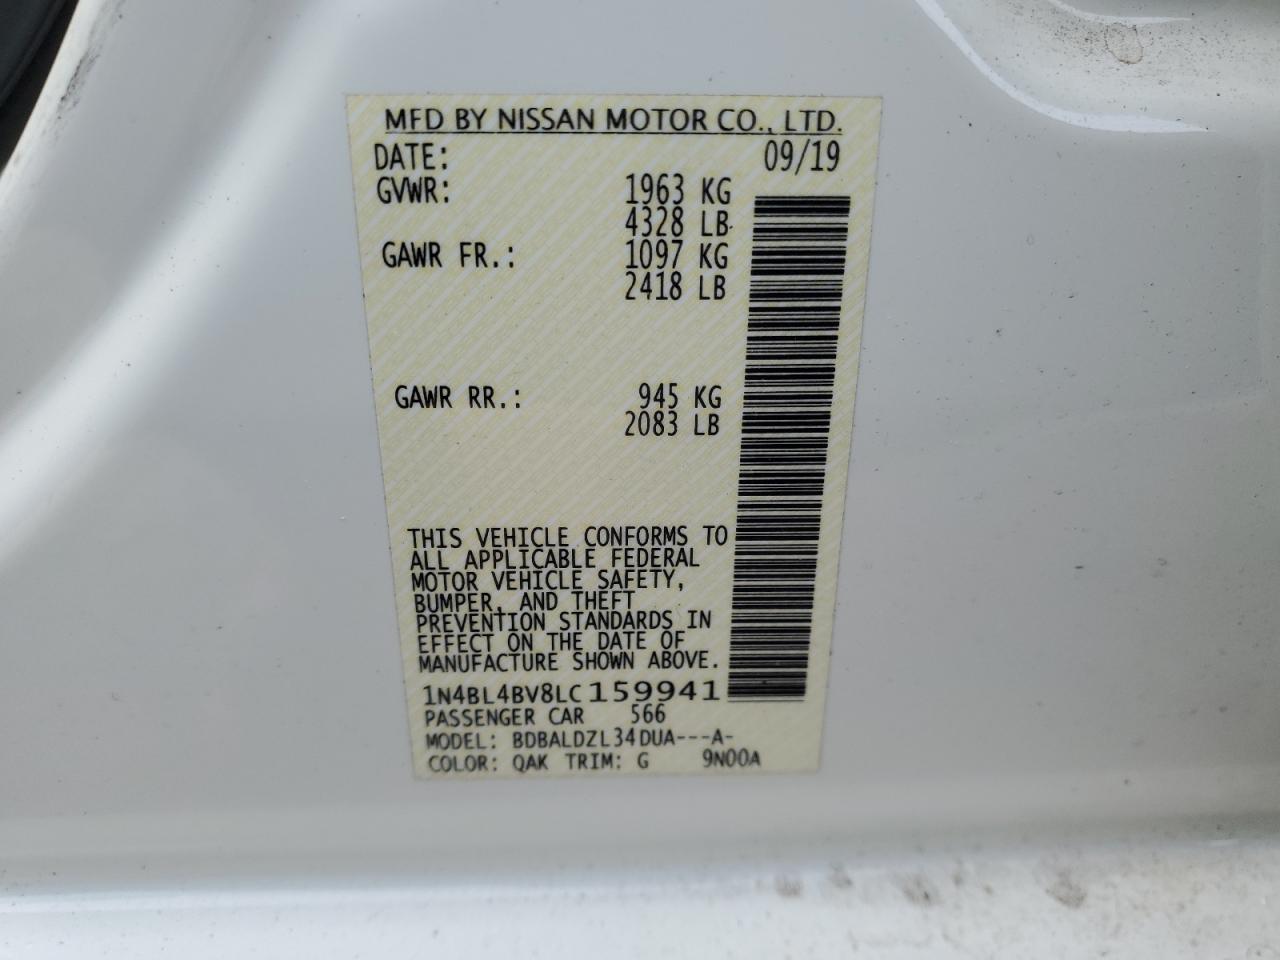 MFD BY NISSAN MOTOR CO., LTD.
DATE: 09/19
GVWR: 1963 KG
4328 LB
GAWR FR.: 1097 KG
2418 LB
GAWR RR.: 945 KG
2083 LB
THIS VEHICLE CONFORMS TO
ALL APPLICABLE FEDERAL
MOTOR VEHICLE SAFETY,
BUMPER, AND THEFT
PREVENTION STANDARDS IN
EFFECT ON THE DATE OF
MANUFACTURE SHOWN ABOVE.
1N4BL4BV8LC159941
PASSENGER CAR 566
MODEL: BDBALDZL34DUA---A-
COLOR: QAK TRIM: G 9N00A